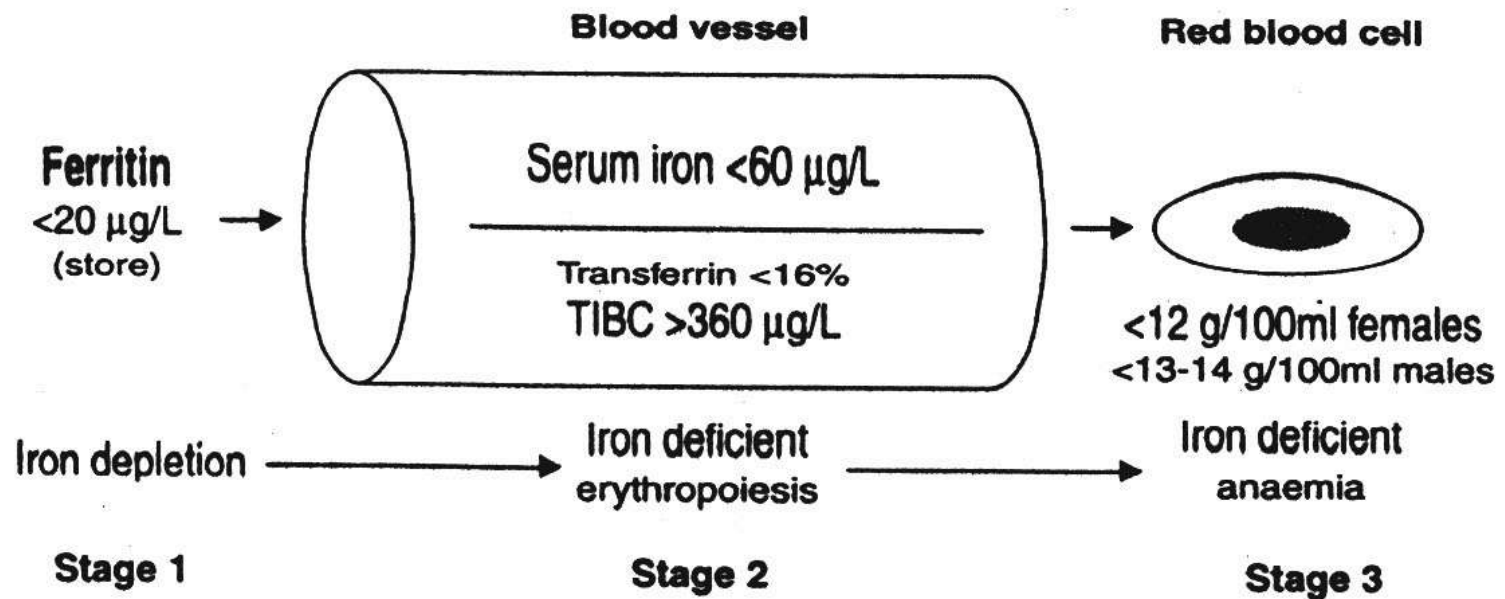 Blood vessel
Red blood cell
Ferritin
<20 µg/L
(store)
Serum iron <60 µg/L
Transferrin <16%
TIBC >360 µg/L
<12 g/100ml females
<13-14 g/100ml males
Iron depletion
Iron deficient
erythropoiesis
Iron deficient
anaemia
Stage 1
Stage 2
Stage 3